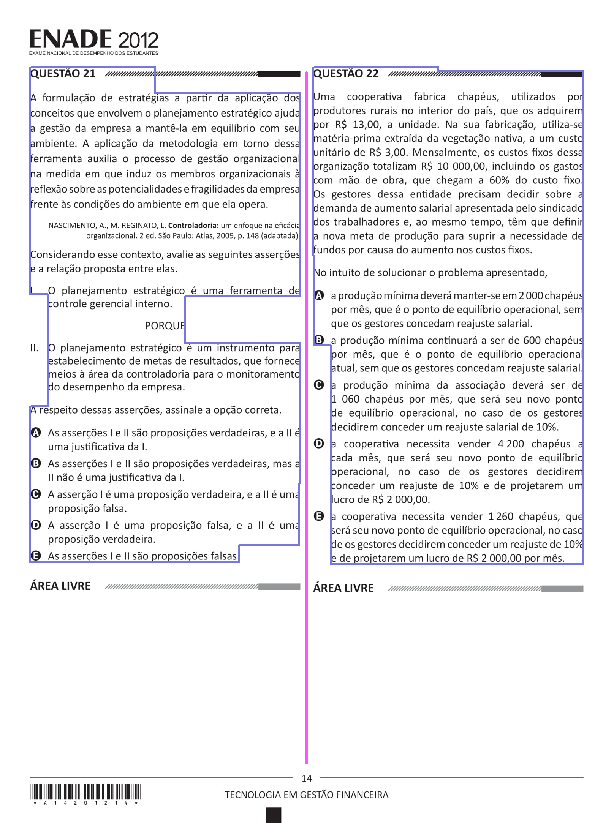 ENADE 2012
EXAME NACIONAL DE DESEMPENHO DOS ESTUDANTES
QUESTÃO 21
A formulação de estratégias a partir da aplicação dos
conceitos que envolvem o planejamento estratégico ajuda
a gestão da empresa a mantê-la em equilíbrio com seu
ambiente. A aplicação da metodologia em torno dessa
ferramenta auxilia o processo de gestão organizacional
na medida em que induz os membros organizacionais à
reflexão sobre as potencialidades e fragilidades da empresa
frente às condições do ambiente em que ela opera.
NASCIMENTO, A., M. REGINATO, L. Controladoria: um enfoque na eficácia
organizacional. 2 ed. São Paulo: Atlas, 2009, p. 148 (adaptada)
Considerando esse contexto, avalie as seguintes asserções
e a relação proposta entre elas.
I. O planejamento estratégico é uma ferramenta de
controle gerencial interno.
PORQUE
II. O planejamento estratégico é um instrumento para
estabelecimento de metas de resultados, que fornece
meios à área da controladoria para o monitoramento
do desempenho da empresa.
A respeito dessas asserções, assinale a opção correta.
A As asserções I e II são proposições verdadeiras, e a II é
uma justificativa da I.
B As asserções I e II são proposições verdadeiras, mas a
II não é uma justificativa da I.
C A asserção I é uma proposição verdadeira, e a II é uma
proposição falsa.
D A asserção I é uma proposição falsa, e a II é uma
proposição verdadeira.
E As asserções I e II são proposições falsas.
ÁREA LIVRE
QUESTÃO 22
Uma cooperativa fabrica chapéus, utilizados por
produtores rurais no interior do país, que os adquirem
por R$ 13,00, a unidade. Na sua fabricação, utiliza-se
matéria prima extraída da vegetação nativa, a um custo
unitário de R$ 3,00. Mensalmente, os custos fixos dessa
organização totalizam R$ 10 000,00, incluindo os gastos
com mão de obra, que chegam a 60% do custo fixo.
Os gestores dessa entidade precisam decidir sobre a
demanda de aumento salarial apresentada pelo sindicado
dos trabalhadores e, ao mesmo tempo, têm que definir
a nova meta de produção para suprir a necessidade de
fundos por causa do aumento nos custos fixos.
No intuito de solucionar o problema apresentado,
A a produção mínima deverá manter-se em 2 000 chapéus
por mês, que é o ponto de equilíbrio operacional, sem
que os gestores concedam reajuste salarial.
B a produção mínima continuará a ser de 600 chapéus
por mês, que é o ponto de equilíbrio operacional
atual, sem que os gestores concedam reajuste salarial.
C a produção mínima da associação deverá ser de
1 060 chapéus por mês, que será seu novo ponto
de equilíbrio operacional, no caso de os gestores
decidirem conceder um reajuste salarial de 10%.
D a cooperativa necessita vender 4 200 chapéus a
cada mês, que será seu novo ponto de equilíbrio
operacional, no caso de os gestores decidirem
conceder um reajuste de 10% e de projetarem um
lucro de R$ 2 000,00.
E a cooperativa necessita vender 1 260 chapéus, que
será seu novo ponto de equilíbrio operacional, no caso
de os gestores decidirem conceder um reajuste de 10%
e de projetarem um lucro de R$ 2 000,00 por mês.
ÁREA LIVRE
14
TECNOLOGIA EM GESTÃO FINANCEIRA
*A14201214*